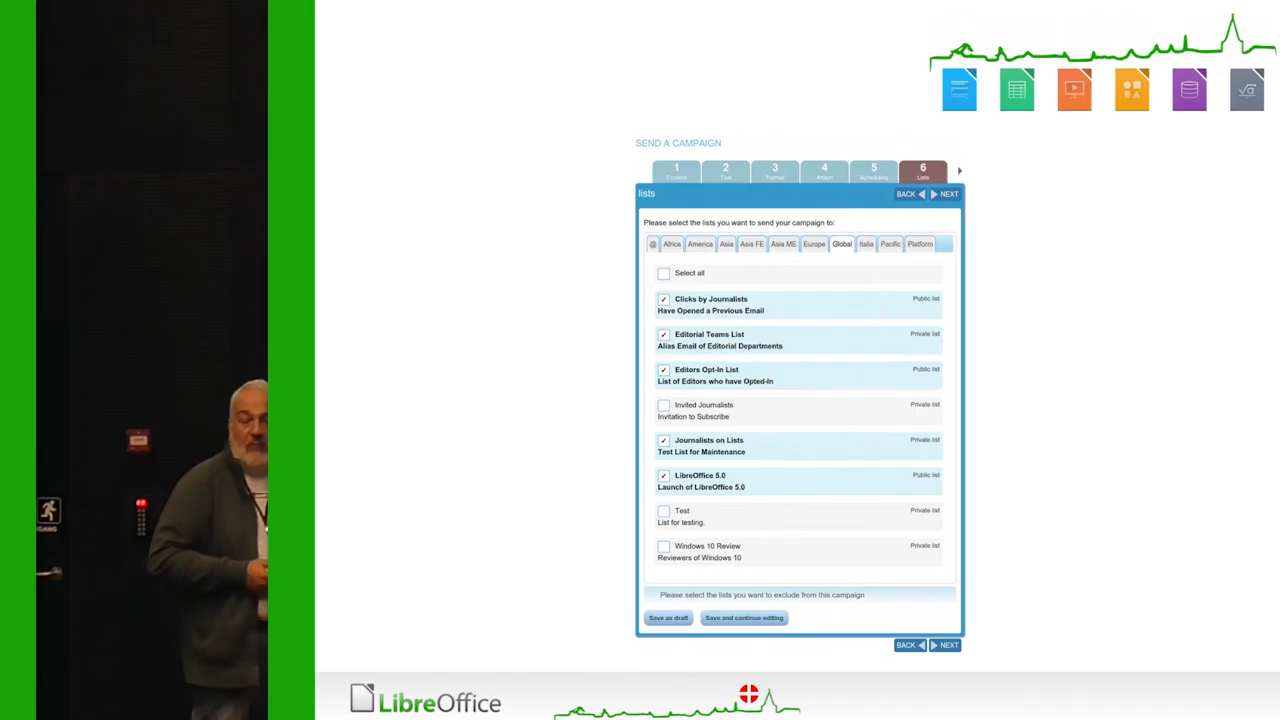 SEND A CAMPAIGN
1 2 3 4 5 6
Content Text Format Attach Scheduling Lists
lists BACK NEXT
Please select the lists you want to send your campaign to:
@ Africa America Asia Asia FE Asia ME Europe Global Italia Pacific Platform
Select all
Clicks by Journalists Public list
Have Opened a Previous Email
Editorial Teams List Private list
Alias Email of Editorial Departments
Editors Opt-In List Public list
List of Editors who have Opted-In
Invited Journalists Private list
Invitation to Subscribe
Journalists on Lists Private list
Test List for Maintenance
LibreOffice 5.0 Public list
Launch of LibreOffice 5.0
Test Private list
List for testing.
Windows 10 Review Private list
Reviewers of Windows 10
Please select the lists you want to exclude from this campaign
Save as draft Save and continue editing
BACK NEXT
LibreOffice